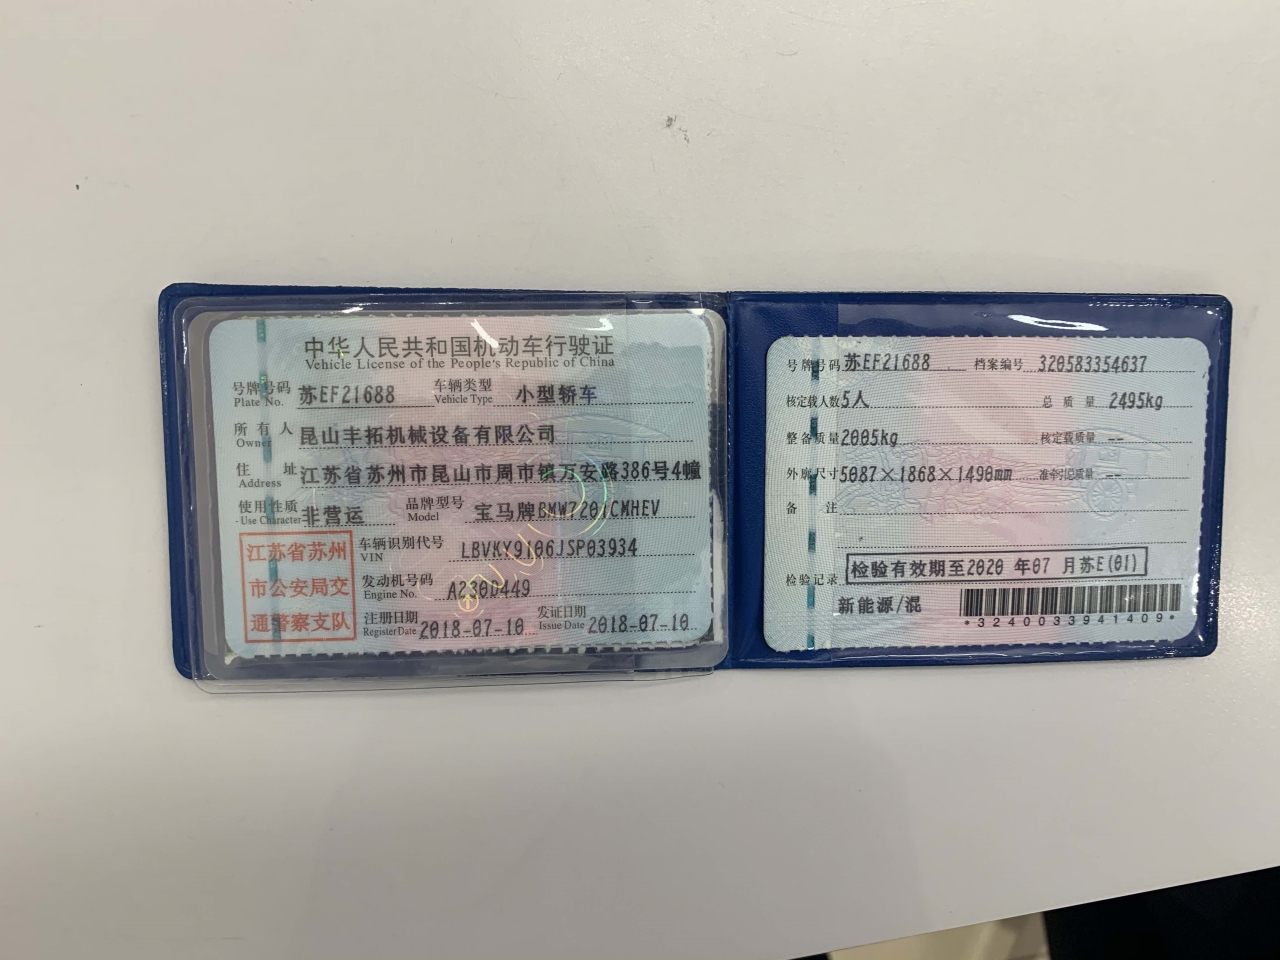 中华人民共和国机动车行驶证
Vehicle License of the People's Republic of China
号牌号码 苏EF21688 车辆类型 小型轿车
Plate No. Vehicle Type
所有人 昆山丰拓机械设备有限公司
Owner
住址 江苏省苏州市昆山市周市镇万安路386号4幢
Address
使用性质 非营运 品牌型号 宝马牌BMW7201CMHEV
Use Character Model
江苏省苏州
市公安局交
通警察支队
车辆识别代号 LBVKY9106JSP03934
VIN
发动机号码 A230D449
Engine No.
注册日期 2018-07-10 发证日期 2018-07-10
Register Date Issue Date
号牌号码 苏EF21688 档案编号 320583354637
核定载人数 5人 总质量 2495kg
整备质量 2005kg 核定载质量 --
外廓尺寸 5087×1868×1490mm 准牵引总质量 --
备注
检验记录 检验有效期至2020年07月苏E(01)
新能源/混
*3240033941409*